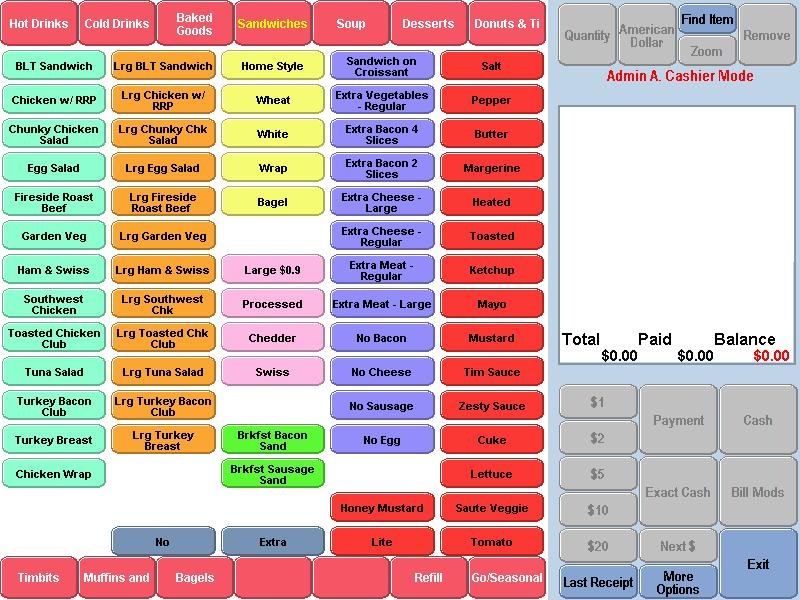 Hot Drinks
Cold Drinks
Baked
Goods
Sandwiches
Soup
Desserts
Donuts & Ti
Quantity
American
Dollar
Find Item
Zoom
Remove
Admin A. Cashier Mode
BLT Sandwich
Lrg BLT Sandwich
Home Style
Sandwich on
Croissant
Salt
Chicken w/ RRP
Lrg Chicken w/
RRP
Wheat
Extra Vegetables
- Regular
Pepper
Chunky Chicken
Salad
Lrg Chunky Chk
Salad
White
Extra Bacon 4
Slices
Butter
Egg Salad
Lrg Egg Salad
Wrap
Extra Bacon 2
Slices
Margerine
Fireside Roast
Beef
Lrg Fireside
Roast Beef
Bagel
Extra Cheese -
Large
Heated
Garden Veg
Lrg Garden Veg
Extra Cheese -
Regular
Toasted
Ham & Swiss
Lrg Ham & Swiss
Large $0.9
Extra Meat -
Regular
Ketchup
Southwest
Chicken
Lrg Southwest
Chk
Processed
Extra Meat - Large
Mayo
Toasted Chicken
Club
Lrg Toasted Chk
Club
Chedder
No Bacon
Mustard
Tuna Salad
Lrg Tuna Salad
Swiss
No Cheese
Tim Sauce
Turkey Bacon
Club
Lrg Turkey Bacon
Club
No Sausage
Zesty Sauce
Turkey Breast
Lrg Turkey
Breast
Brkfst Bacon
Sand
No Egg
Cuke
Chicken Wrap
Brkfst Sausage
Sand
Lettuce
Honey Mustard
Saute Veggie
No
Extra
Lite
Tomato
Timbits
Muffins and
Bagels
Refill
Go/Seasonal
Total Paid Balance
$0.00 $0.00 $0.00
$1
$2
$5
$10
$20
Payment
Cash
Exact Cash
Bill Mods
Next $
Exit
Last Receipt
More
Options